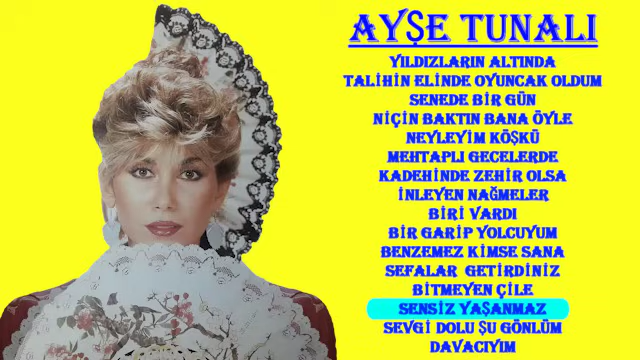 AYŞE TUNALI
YILDIZLARIN ALTINDA
TALİHİN ELİNDE OYUNCAK OLDUM
SENEDE BİR GÜN
NİÇİN BAKTIN BANA ÖYLE
NEYLEYİM KÖŞKÜ
MEHTAPLI GECELERDE
KADEHİNDE ZEHİR OLSA
İNLEYEN NAĞMELER
BİRİ VARDI
BİR GARİP YOLCUYUM
BENZEMEZ KİMSE SANA
SEFALAR GETİRDİNİZ
BİTMEYEN ÇİLE
SENSİZ YAŞANMAZ
SEVGİ DOLU ŞU GÖNLÜM
DAVACIYIM